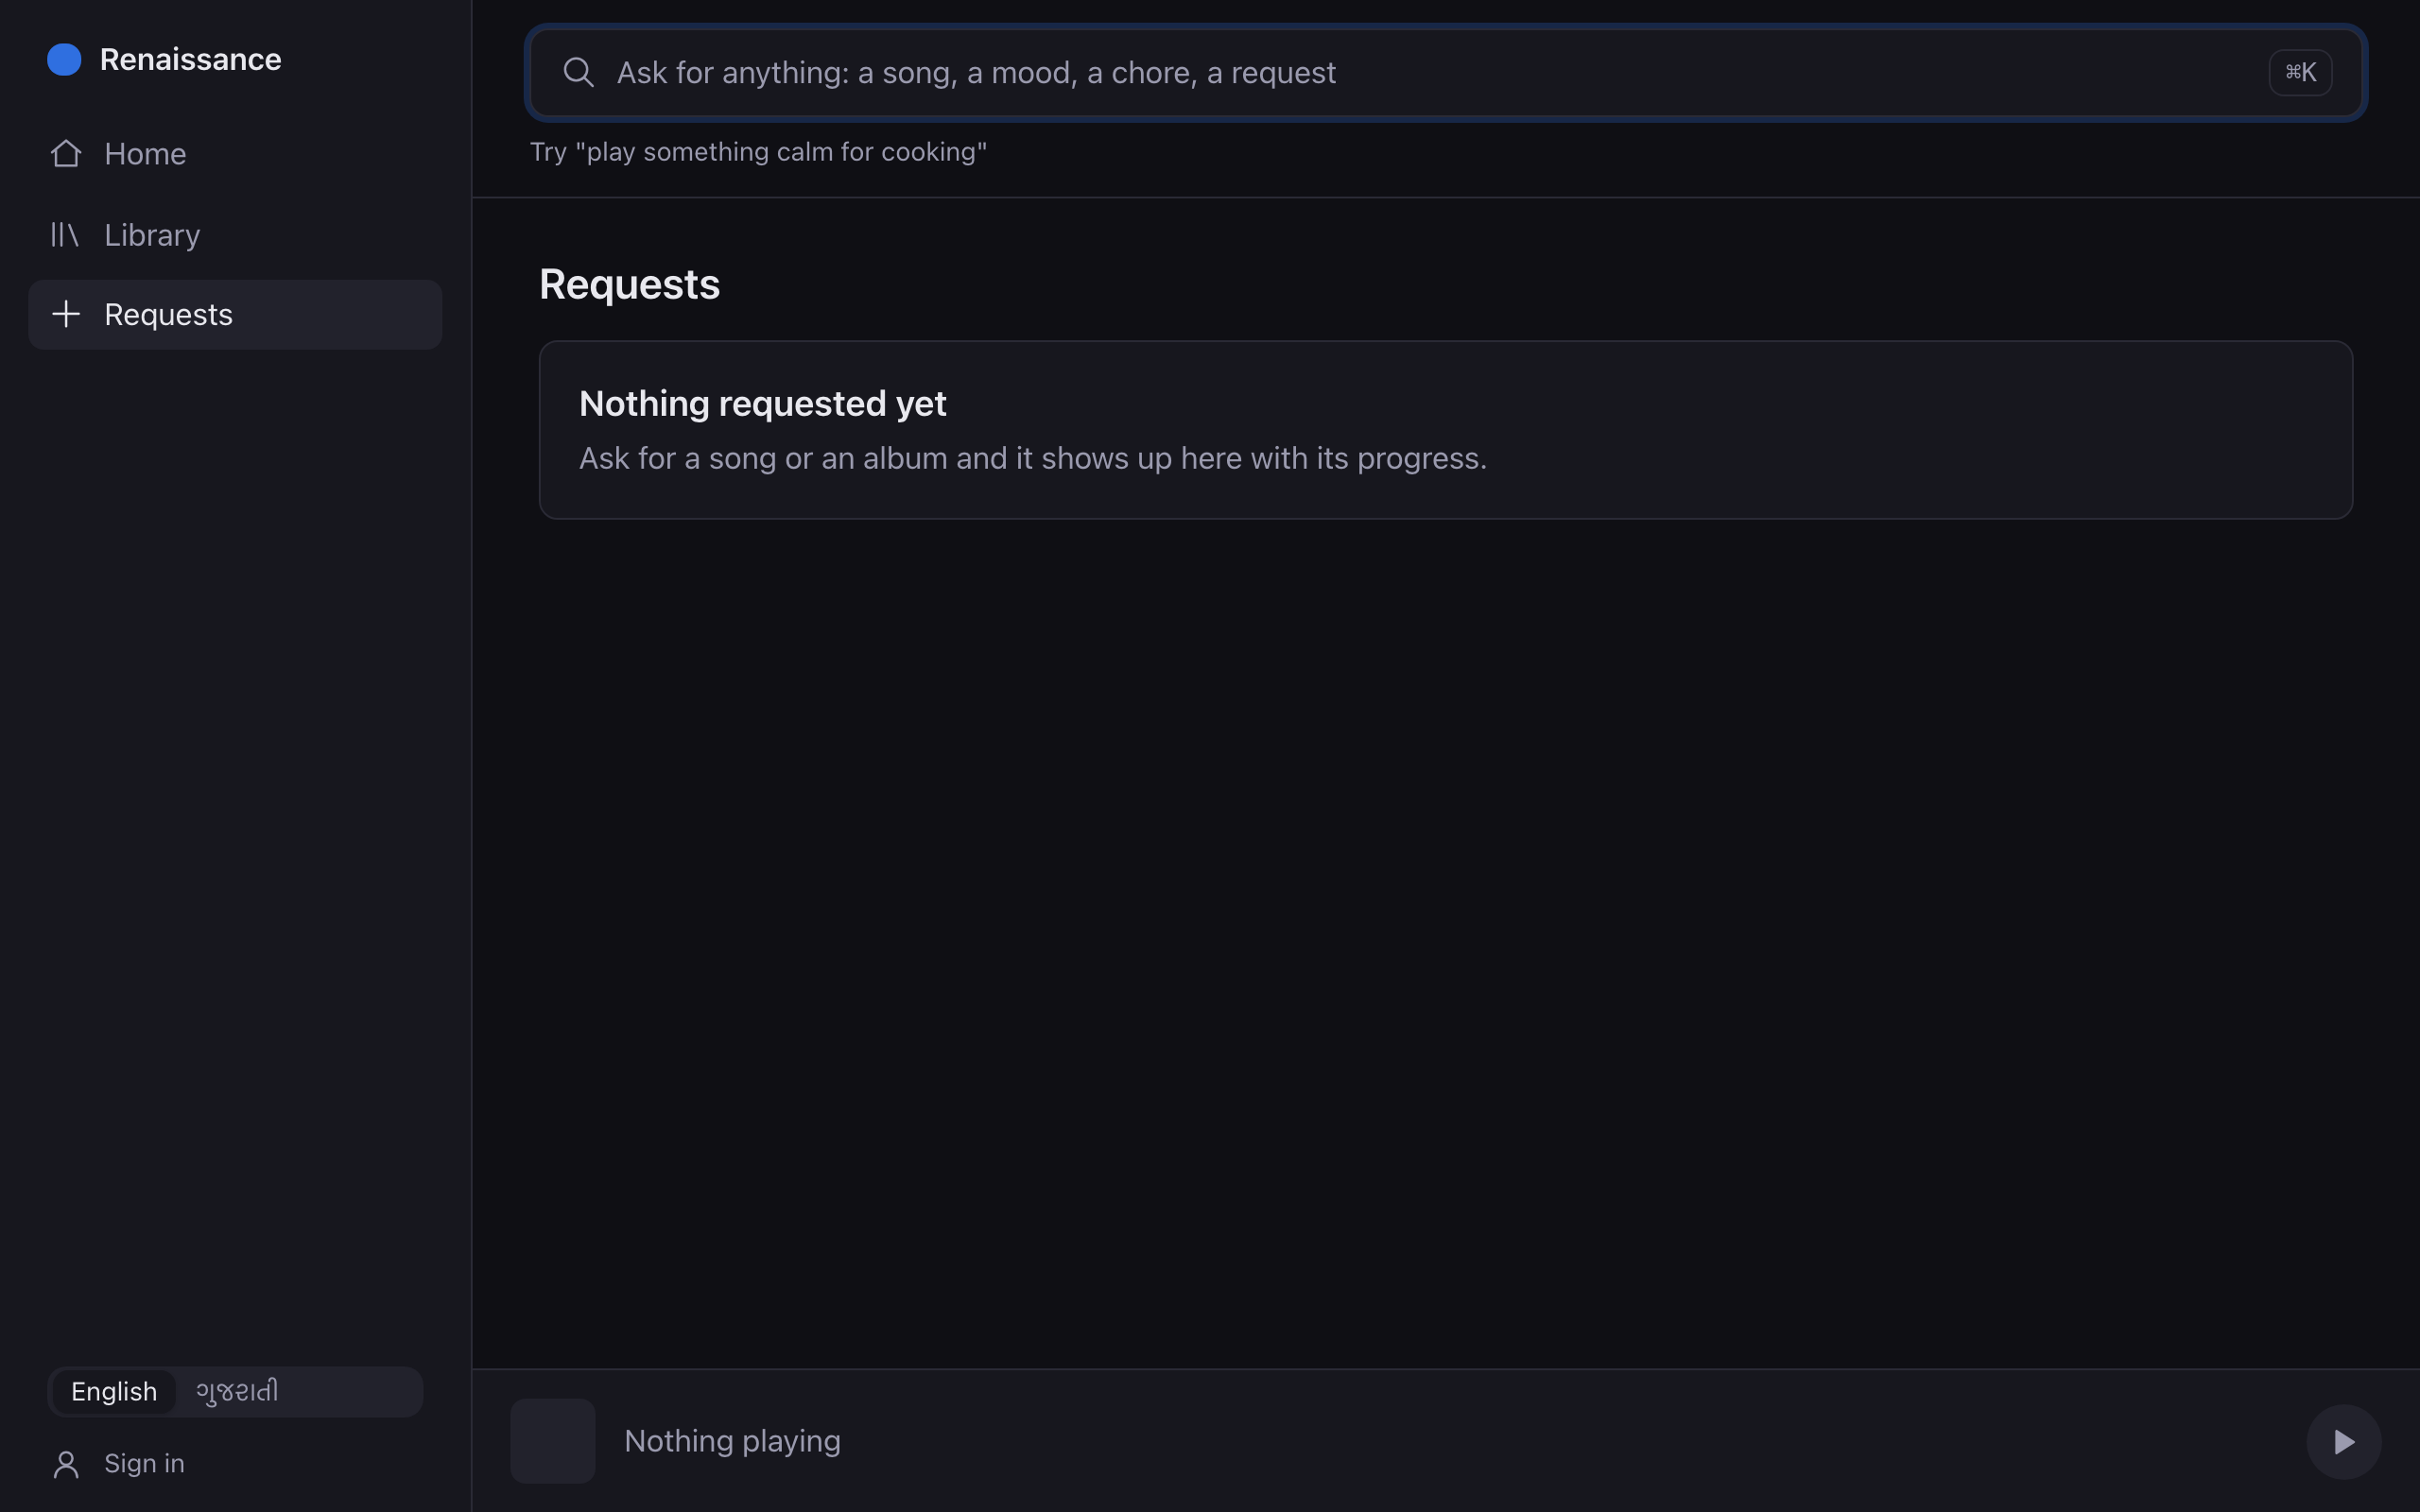 Renaissance
Home
Library
Requests
English ગુજરાતી
Sign in
Ask for anything: a song, a mood, a chore, a request ⌘K
Try "play something calm for cooking"
Requests
Nothing requested yet
Ask for a song or an album and it shows up here with its progress.
Nothing playing